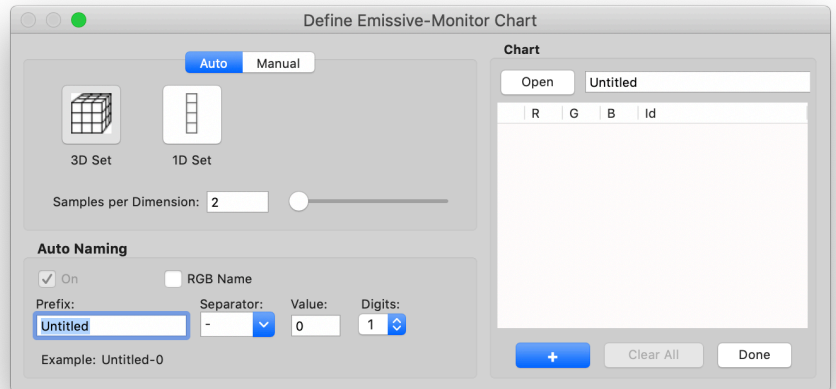 Define Emissive-Monitor Chart
Auto
Manual
3D Set
1D Set
Samples per Dimension: 2
Auto Naming
On
RGB Name
Prefix:
Separator:
Value:
Digits:
Untitled
-
0
1
Example: Untitled-0
Chart
Open
Untitled
R G B Id
+
Clear All
Done